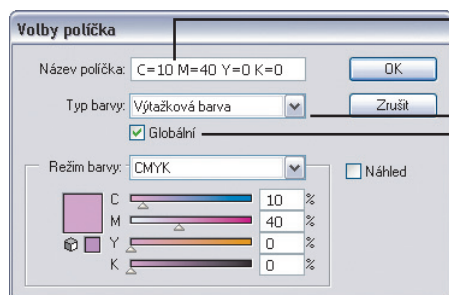 Volby políčka
Název políčka: C=10 M=40 Y=0 K=0 OK
Typ barvy: Výtažková barva Zrušit
Globální
Režim barvy: CMYK Náhled
C 10 %
M 40 %
Y 0 %
K 0 %